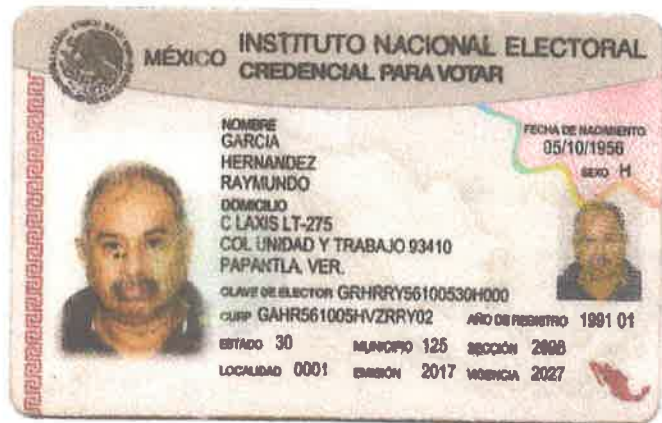 MÉXICO INSTITUTO NACIONAL ELECTORAL
CREDENCIAL PARA VOTAR
NOMBRE
GARCIA
HERNANDEZ
RAYMUNDO
FECHA DE NACIMIENTO
05/10/1956
SEXO H
DOMICILIO
C LAXIS LT-275
COL UNIDAD Y TRABAJO 93410
PAPANTLA, VER.
CLAVE DE ELECTOR GRHRRY56100530H000
CURP GAHR561005HVZRRY02 AÑO DE REGISTRO 1991 01
ESTADO 30 MUNICIPIO 125 SECCIÓN
LOCALIDAD 0001 EMISIÓN 2017 VIGENCIA 2027